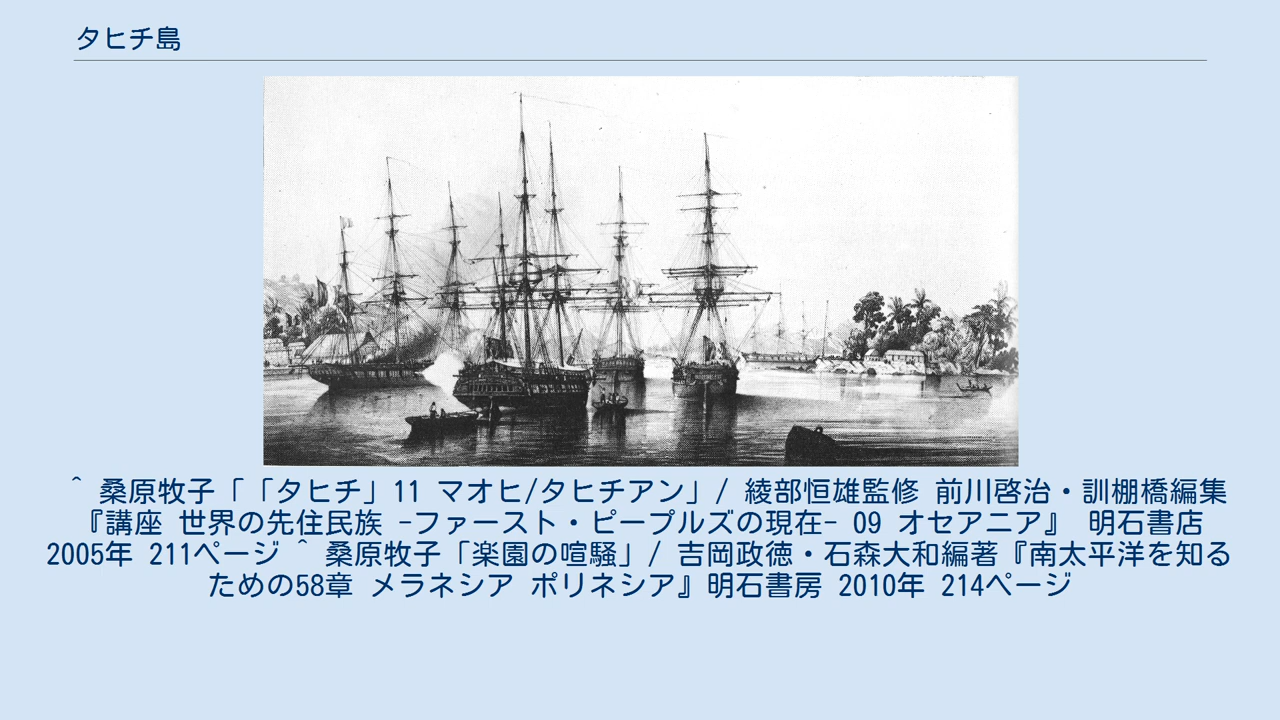 タヒチ島
^ 桑原牧子「「タヒチ」11 マオヒ/タヒチアン」/ 綾部恒雄監修 前川啓治・訓棚橋編集
『講座 世界の先住民族 -ファースト・ピープルズの現在- 09 オセアニア』 明石書店
2005年 211ページ ^ 桑原牧子「楽園の喧騒」/ 吉岡政徳・石森大和編著『南太平洋を知る
ための58章 メラネシア ポリネシア』明石書房 2010年 214ページ